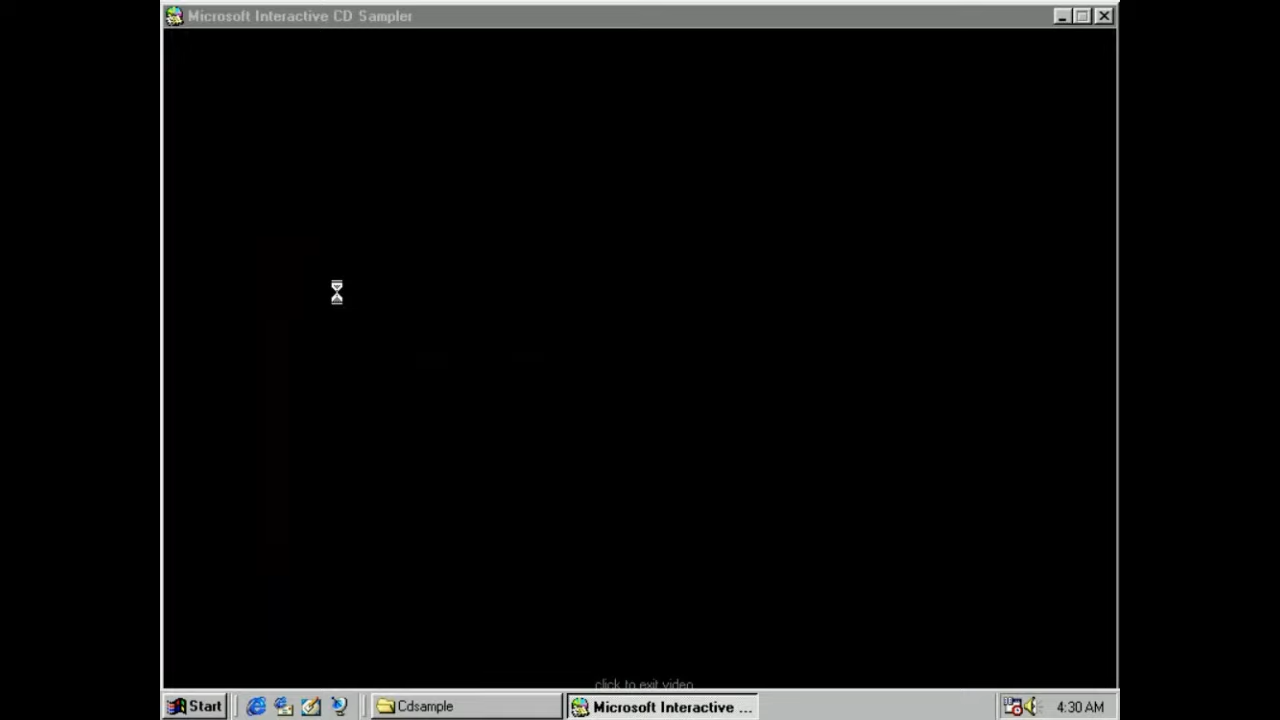 Microsoft Interactive CD Sampler
click to exit video
Start
Cdsample
Microsoft Interactive ...
4:30 AM